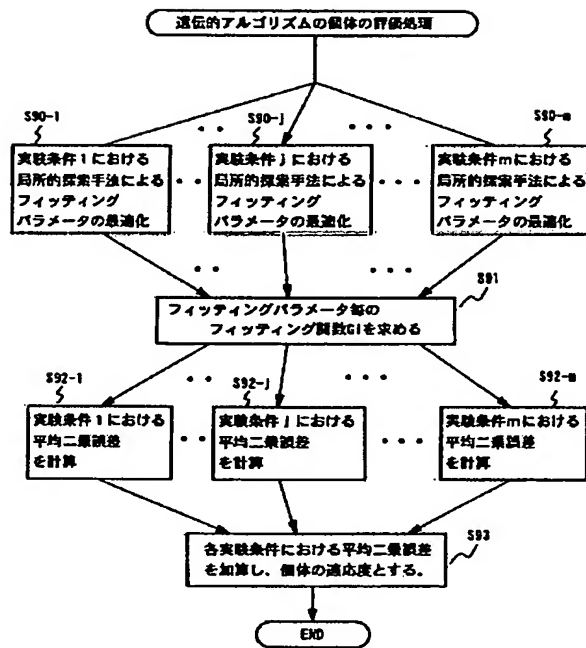 遺伝的アルゴリズムの個体の評価処理
S90-1
S90-j
S90-m
実験条件1における
局所的探索手法による
フィッティング
パラメータの最適化
実験条件jにおける
局所的探索手法による
フィッティング
パラメータの最適化
実験条件mにおける
局所的探索手法による
フィッティング
パラメータの最適化
S91
フィッティングパラメータ毎の
フィッティング関数GIを求める
S92-1
S92-j
S92-m
実験条件1における
平均二乗誤差
を計算
実験条件jにおける
平均二乗誤差
を計算
実験条件mにおける
平均二乗誤差
を計算
S93
各実験条件における平均二乗誤差
を加算し、個体の適応度とする。
END